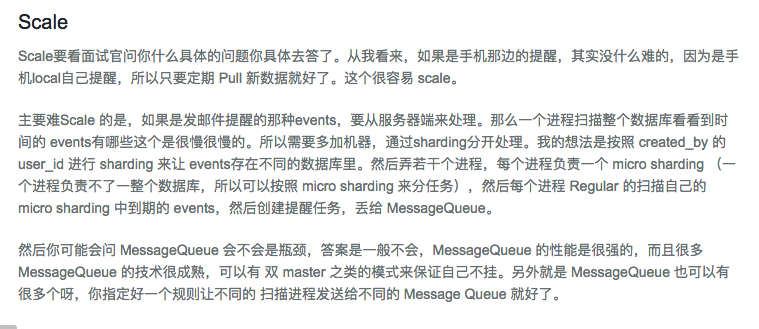 Scale
Scale要看面试官问你什么具体的问题你具体去答了。从我看来，如果是手机那边的提醒，其实没什么难的，因为是手
机local自己提醒，所以只要定期 Pull 新数据就好了。这个很容易 scale。
主要难Scale 的是，如果是发邮件提醒的那种events，要从服务器端来处理。那么一个进程扫描整个数据库看看到时
间的 events有哪些这个是很慢很慢的。所以需要多加机器，通过sharding分开处理。我的想法是按照 created_by 的
user_id 进行 sharding 来让 events存在不同的数据库里。然后弄若干个进程，每个进程负责一个 micro sharding （一
个进程负责不了一整个数据库，所以可以按照 micro sharding 来分任务），然后每个进程 Regular 的扫描自己的
micro sharding 中到期的 events，然后创建提醒任务，丢给 MessageQueue。
然后你可能会问 MessageQueue 会不会是瓶颈，答案是一般不会，MessageQueue 的性能是很强的，而且很多
MessageQueue 的技术很成熟，可以有 双 master 之类的模式来保证自己不挂。另外就是 MessageQueue 也可以有
很多个呀，你指定好一个规则让不同的 扫描进程发送给不同的 Message Queue 就好了。